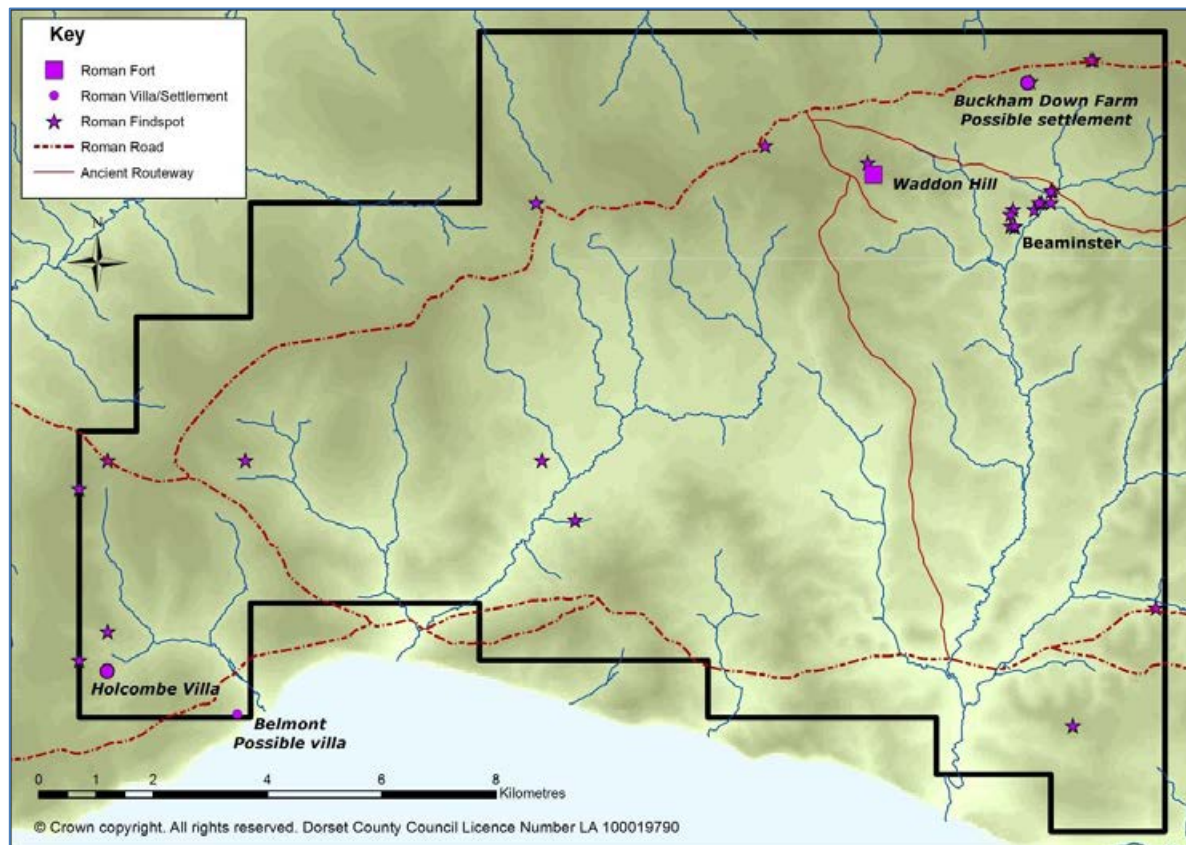 Key
Roman Fort
Roman Villa/Settlement
Roman Findspot
Roman Road
Ancient Routeway
N
Buckham Down Farm
Possible settlement
Waddon Hill
Beaminster
Holcombe Villa
Belmont
Possible villa
0 1 2 4 6 8
Kilometres
© Crown copyright. All rights reserved. Dorset County Council Licence Number LA 100019790